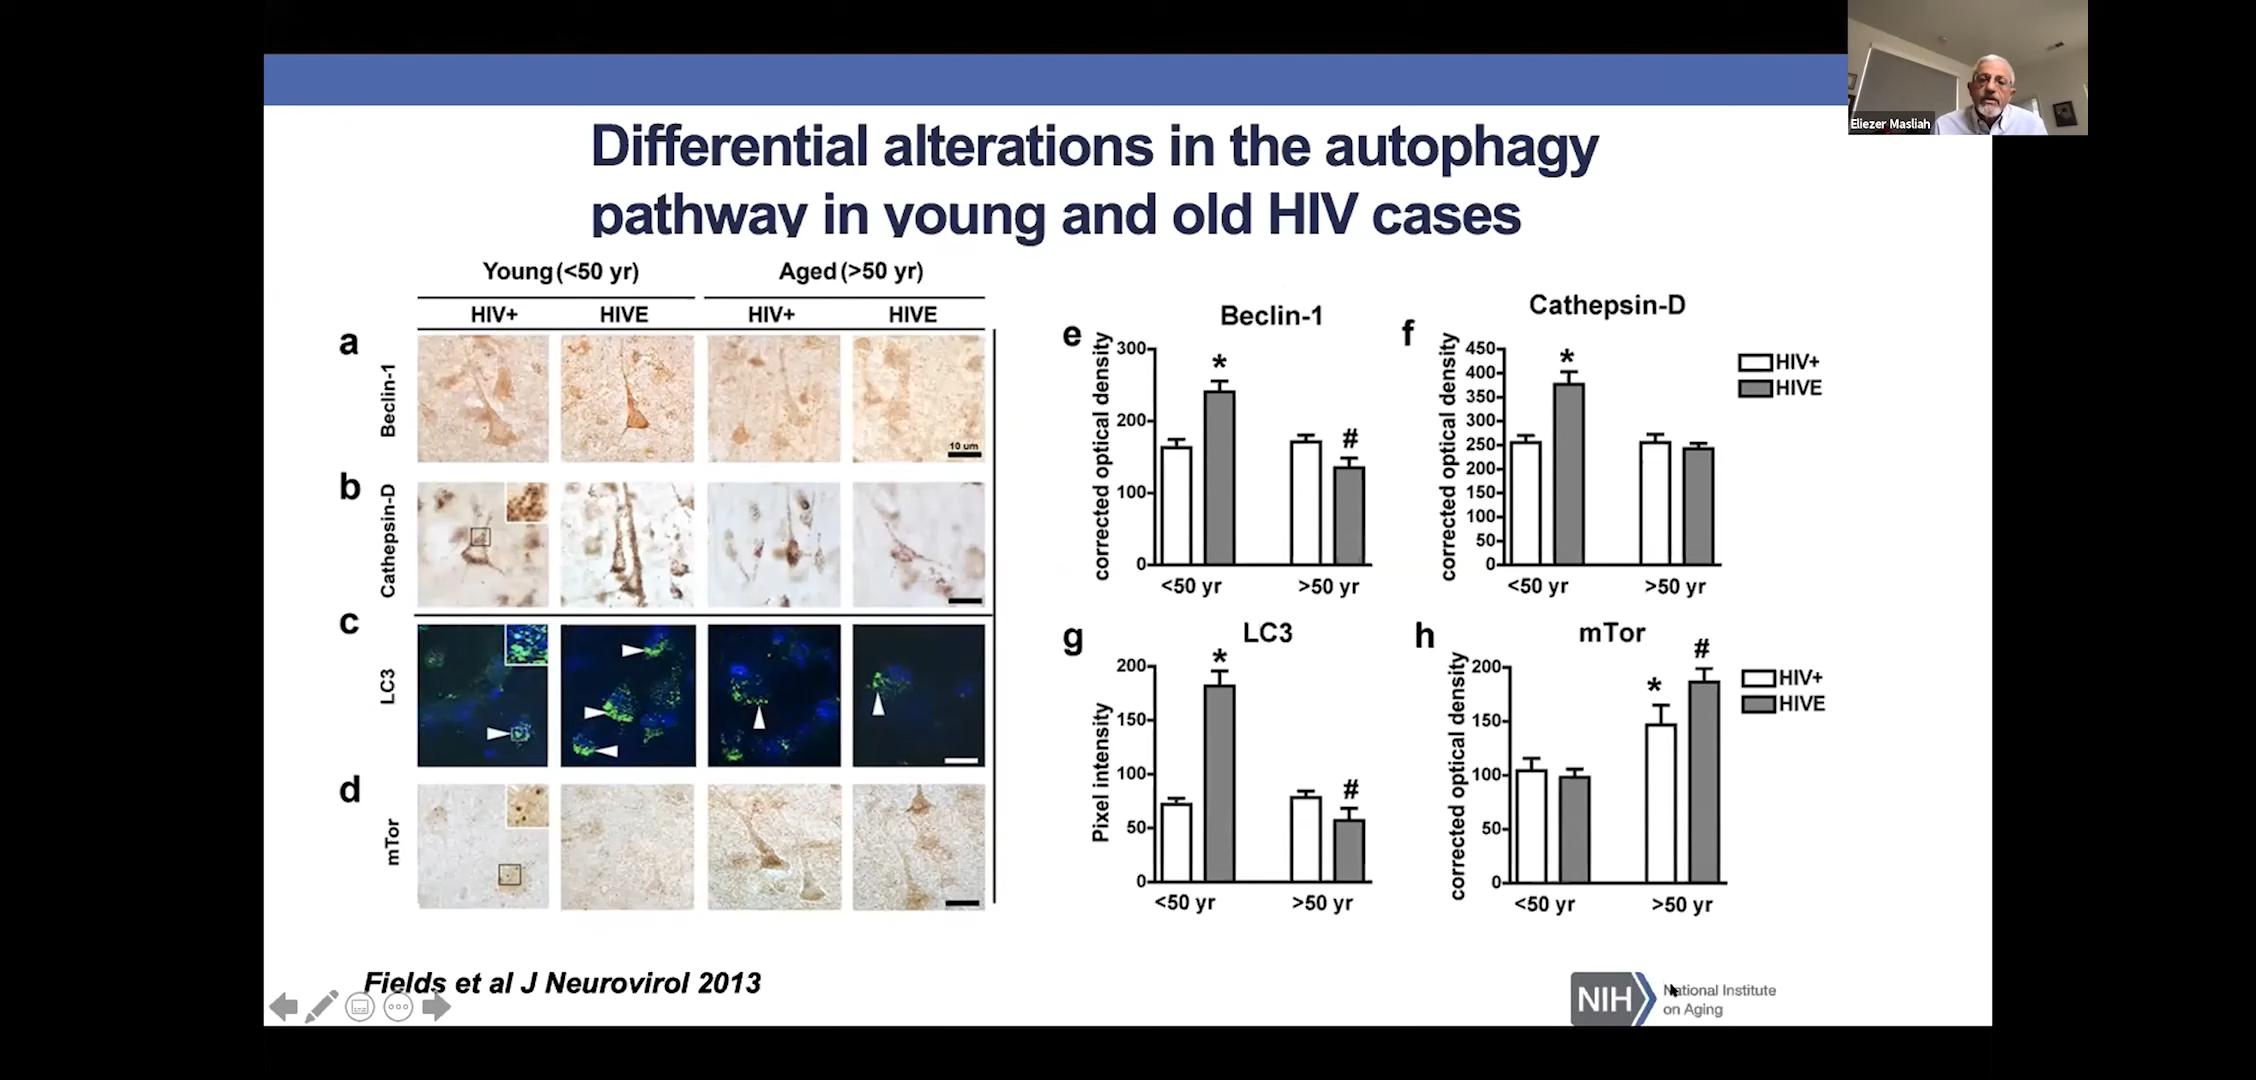 Eliezer Masliah
Differential alterations in the autophagy
pathway in young and old HIV cases
Young (<50 yr)
Aged (>50 yr)
HIV+
HIVE
HIV+
HIVE
a
Beclin-1
10 um
b
Cathepsin-D
c
LC3
d
mTor
e
Beclin-1
corrected optical density
300
200
100
0
*
#
<50 yr
>50 yr
f
Cathepsin-D
corrected optical density
450
400
350
300
250
200
150
100
50
0
*
<50 yr
>50 yr
HIV+
HIVE
g
LC3
Pixel intensity
200
150
100
50
0
*
#
<50 yr
>50 yr
h
mTor
corrected optical density
200
150
100
50
0
*
#
<50 yr
>50 yr
HIV+
HIVE
Fields et al J Neurovirol 2013
NIH
National Institute
on Aging